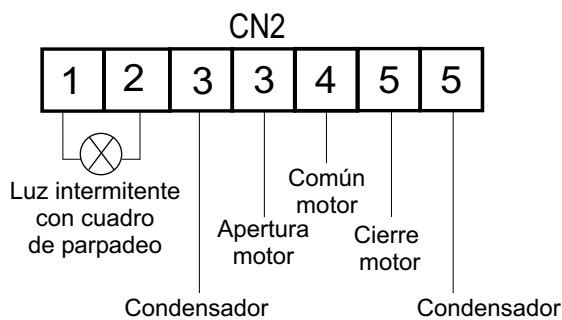 CN2
1 2 3 3 4 5 5
Luz intermitente
con cuadro
de parpadeo
Condensador
Apertura
motor
Común
motor
Cierre
motor
Condensador